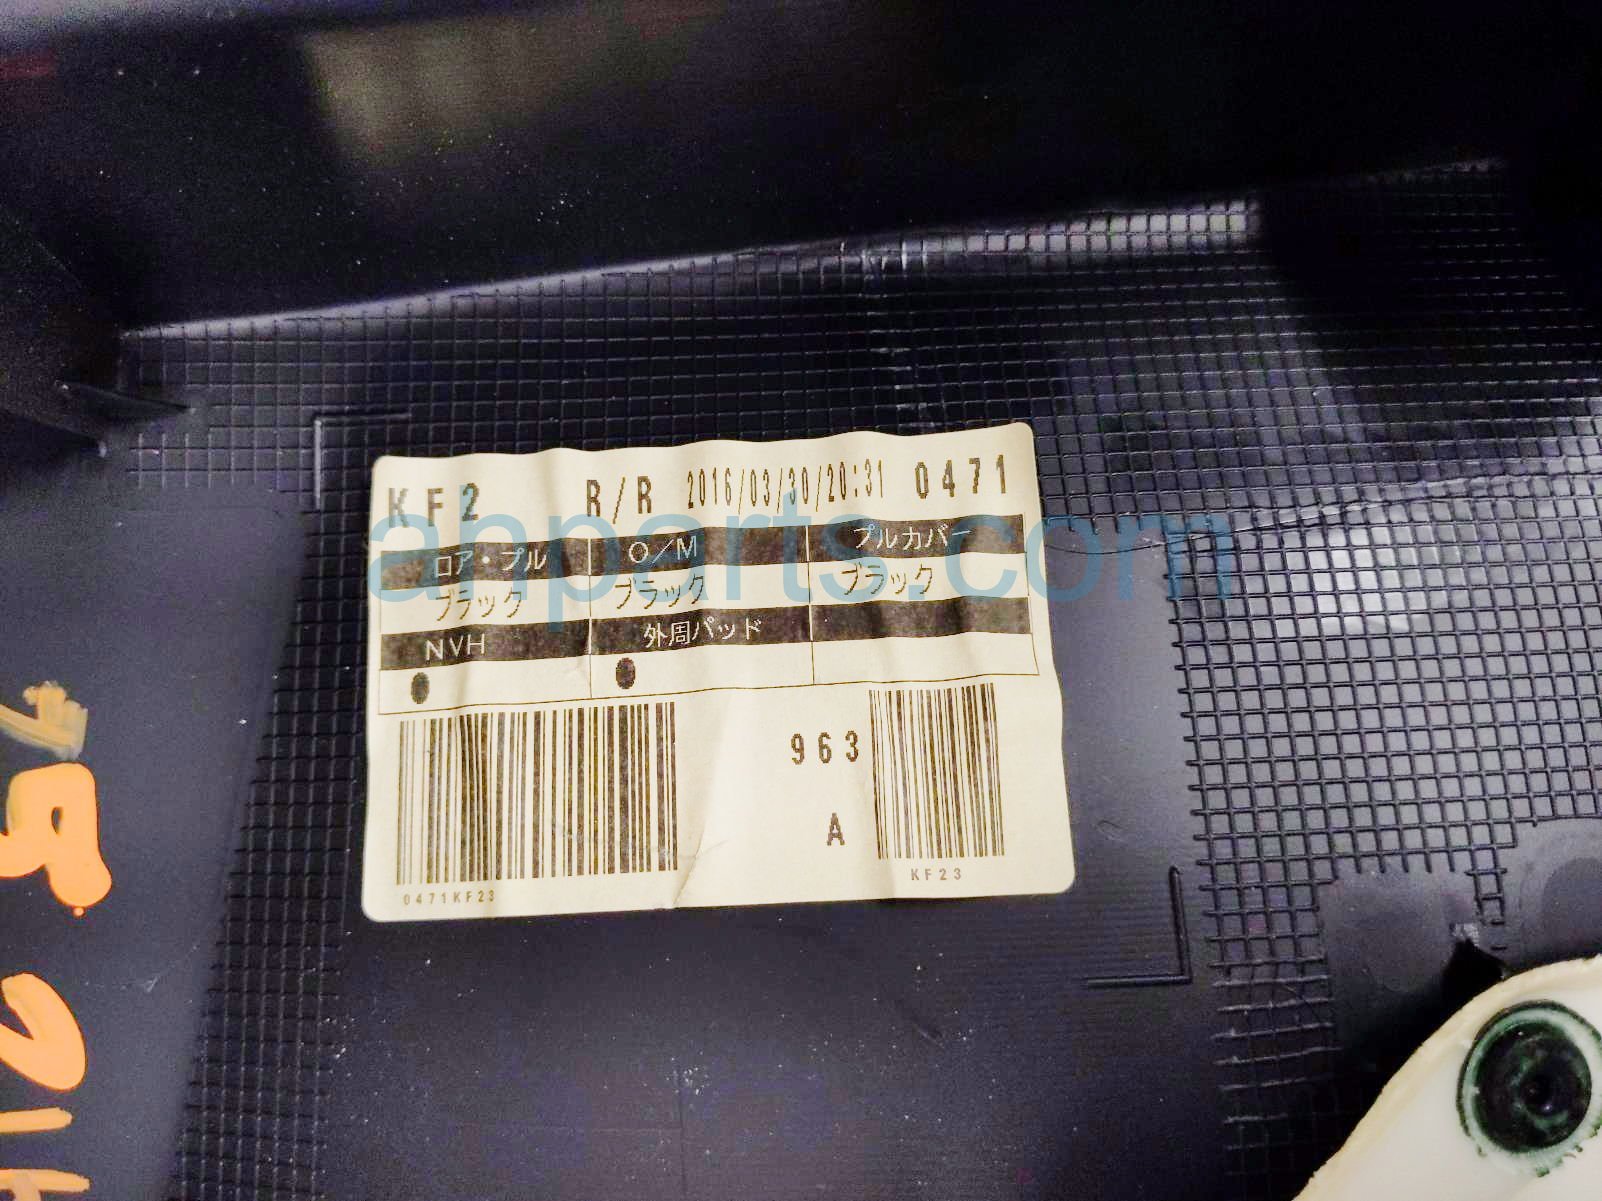 KF2 R/R 2016/03/30/20:31 0471
ロア・プル O/M プルカバー
ブラック ブラック ブラック
NVH 外周パッド
963
A
0471KF23 KF23
ahparts.com